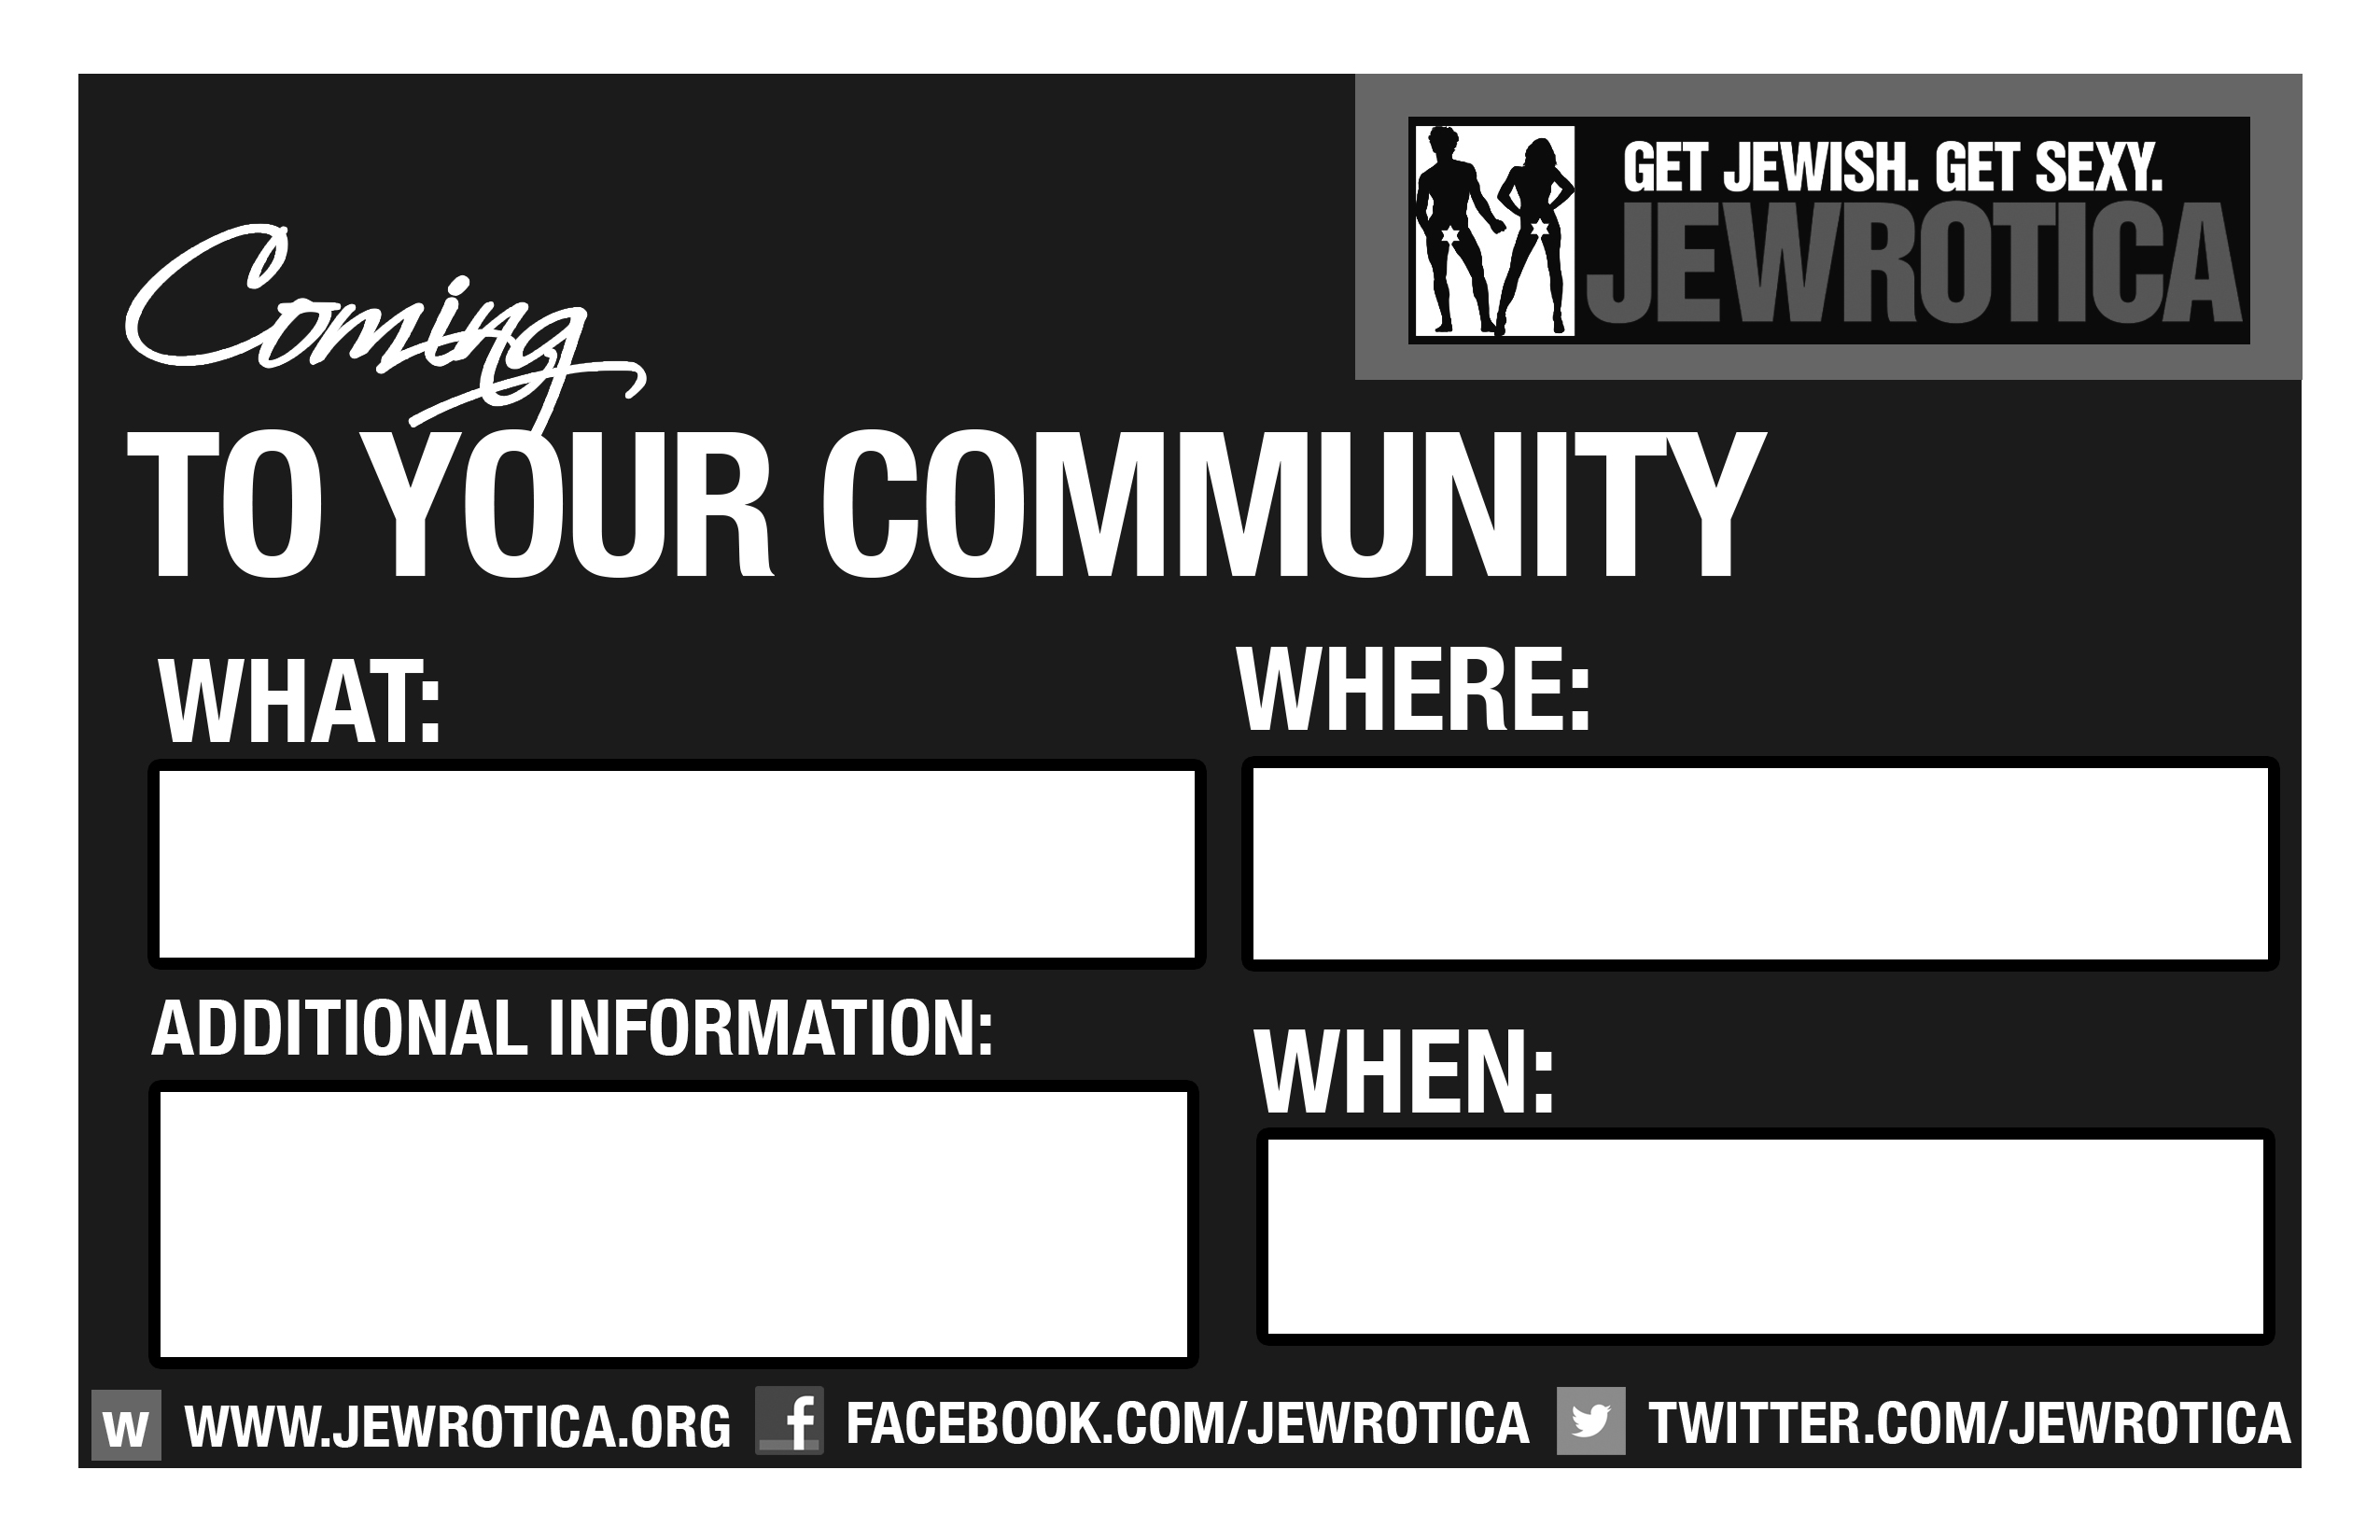 GET JEWISH. GET SEXY.
JEWROTICA
Coming
TO YOUR COMMUNITY
WHAT:
WHERE:
ADDITIONAL INFORMATION:
WHEN:
W WWW.JEWROTICA.ORG f FACEBOOK.COM/JEWROTICA TWITTER.COM/JEWROTICA